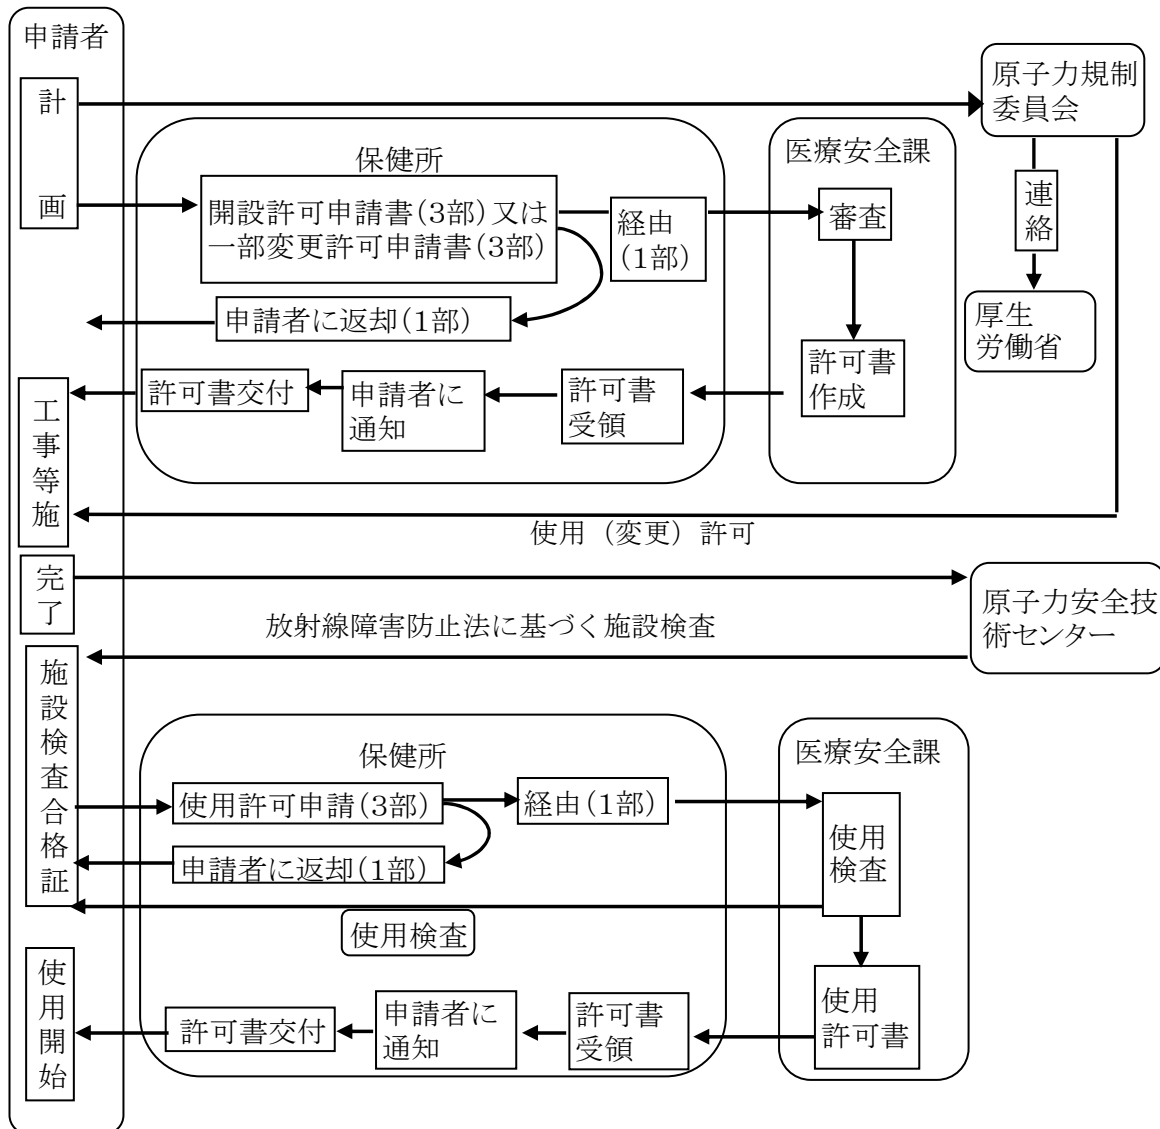 申請者
計
画
原子力規制
委員会
保健所
医療安全課
開設許可申請書(3部)又は
一部変更許可申請書(3部)
経由
(1部)
審査
連絡
申請者に返却(1部)
厚生
労働省
許可書
作成
許可書
受領
申請者に
通知
許可書交付
工事等施
使用（変更）許可
完了
原子力安全技
術センター
放射線障害防止法に基づく施設検査
施設検査合格証
保健所
医療安全課
使用許可申請(3部)
経由(1部)
使用
検査
申請者に返却(1部)
使用検査
使用
許可書
許可書
受領
申請者に
通知
許可書交付
使用開始